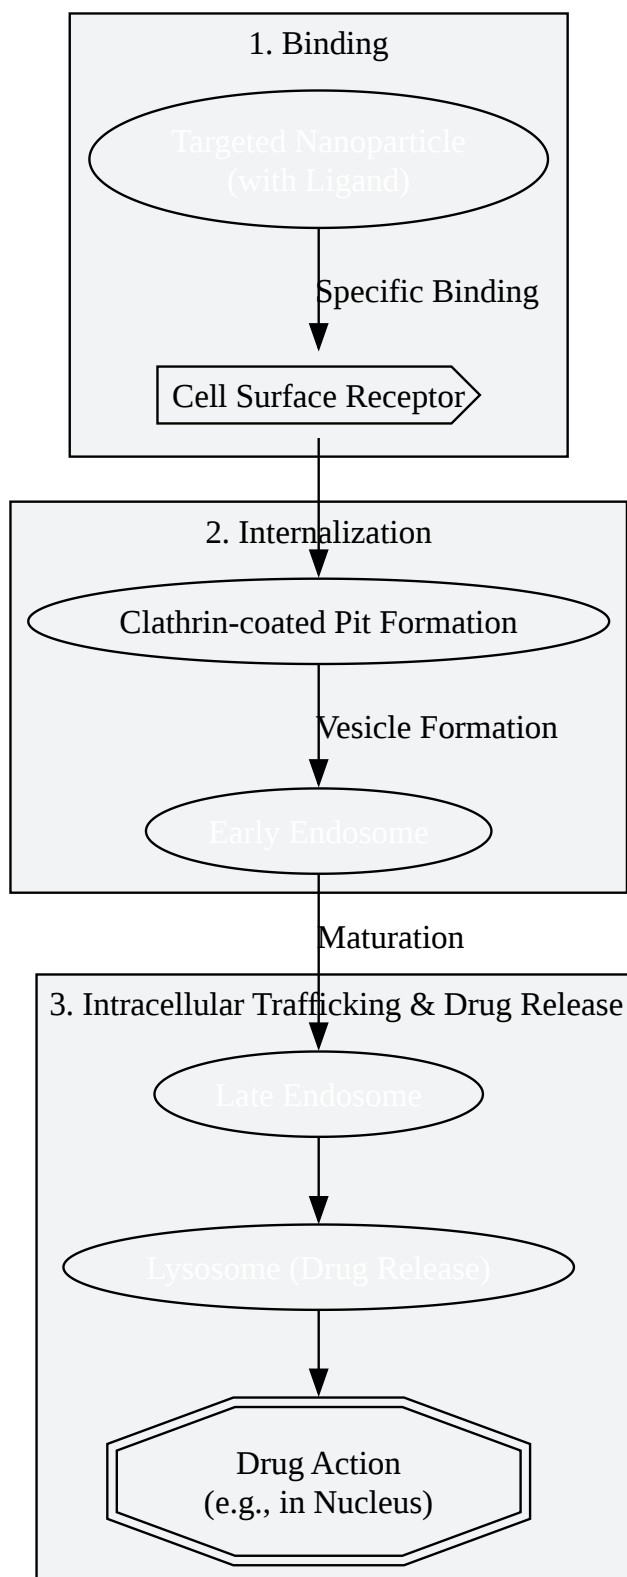 1. Binding
Targeted Nanoparticle
(with Ligand)
Specific Binding
Cell Surface Receptor
2. Internalization
Clathrin-coated Pit Formation
Vesicle Formation
Early Endosome
Maturation
3. Intracellular Trafficking & Drug Release
Late Endosome
Lysosome (Drug Release)
Drug Action
(e.g., in Nucleus)